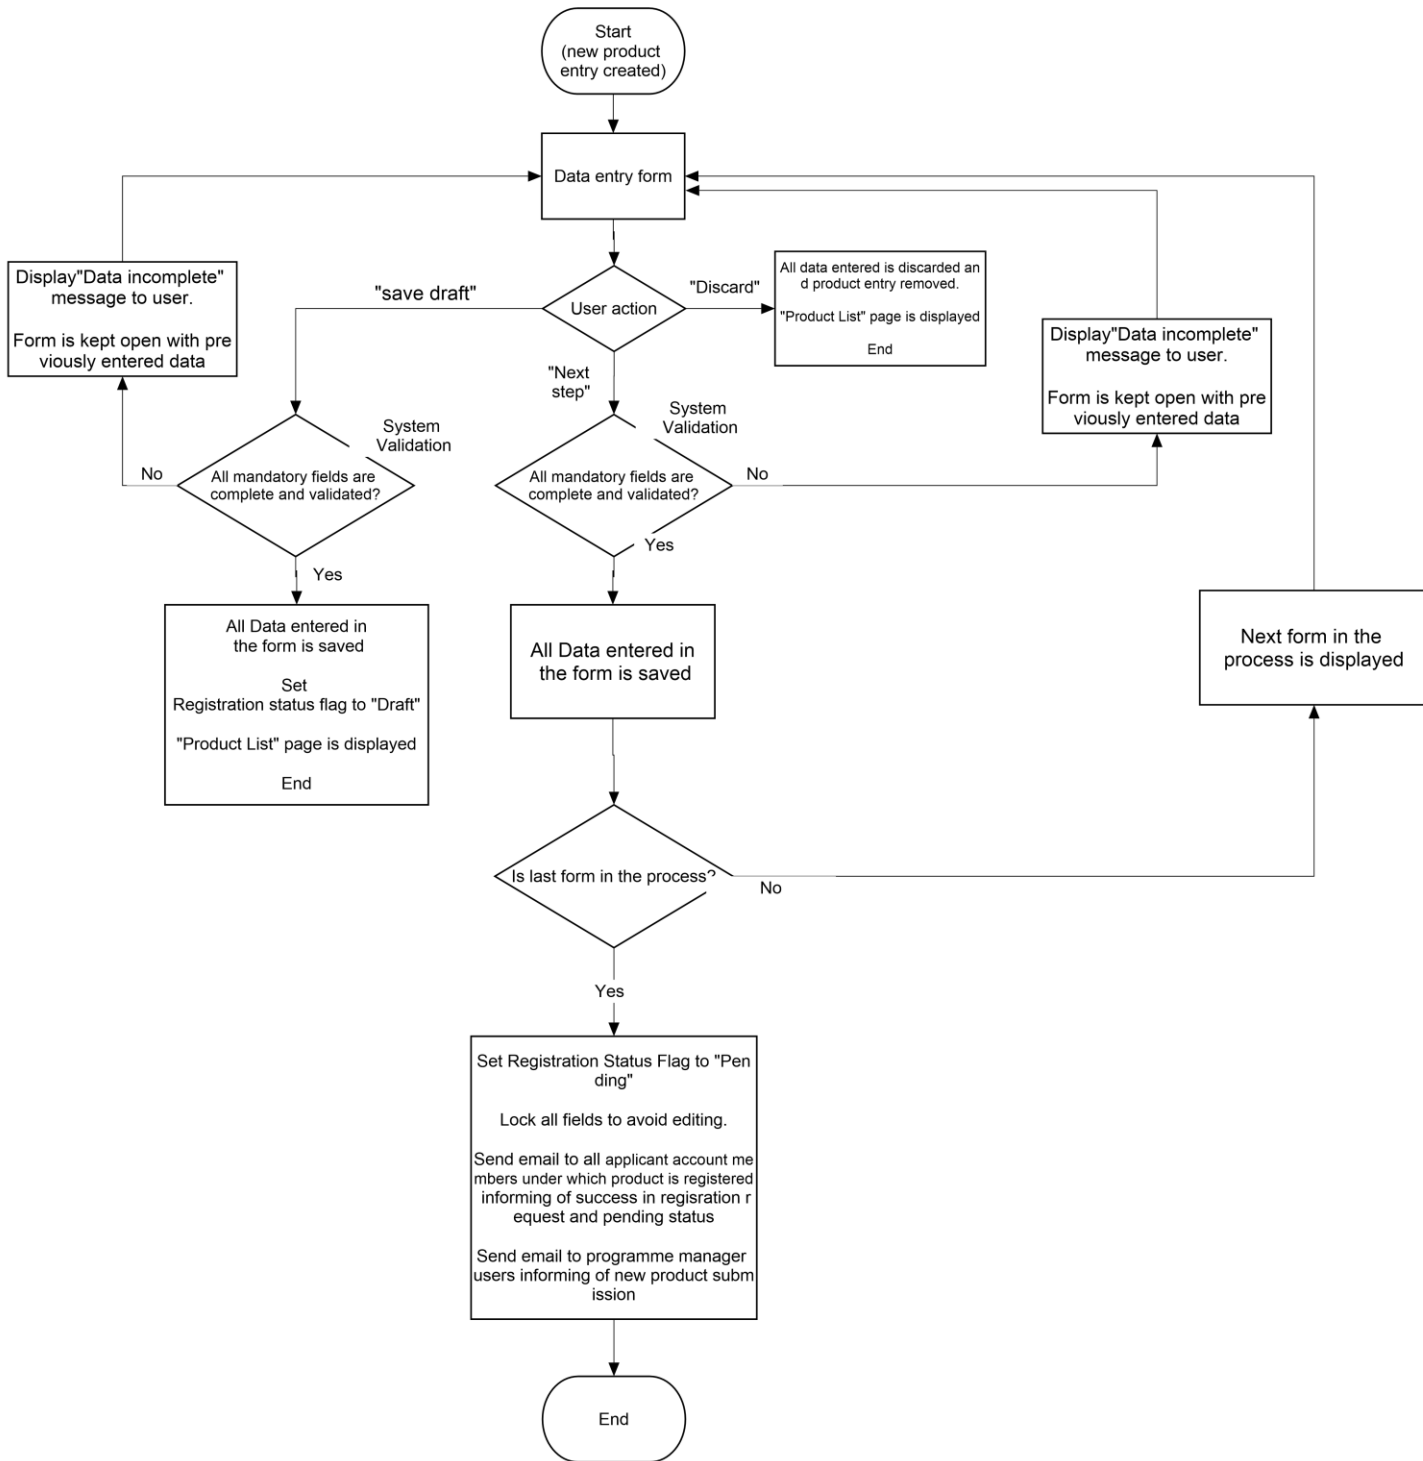 Start
(new product
entry created)
Data entry form
Display"Data incomplete"
message to user.
Form is kept open with pre
viously entered data
"save draft"
User action
"Discard"
All data entered is discarded an
d product entry removed.
"Product List" page is displayed
End
Display"Data incomplete"
message to user.
Form is kept open with pre
viously entered data
"Next
step"
System
Validation
All mandatory fields are
complete and validated?
No
Yes
System
Validation
All mandatory fields are
complete and validated?
No
Yes
All Data entered in
the form is saved
Set
Registration status flag to "Draft"
"Product List" page is displayed
End
All Data entered in
the form is saved
Next form in the
process is displayed
Is last form in the process?
No
Yes
Set Registration Status Flag to "Pen
ding"
Lock all fields to avoid editing.
Send email to all applicant account me
mbers under which product is registered
informing of success in regisration r
equest and pending status
Send email to programme manager
users informing of new product subm
ission
End